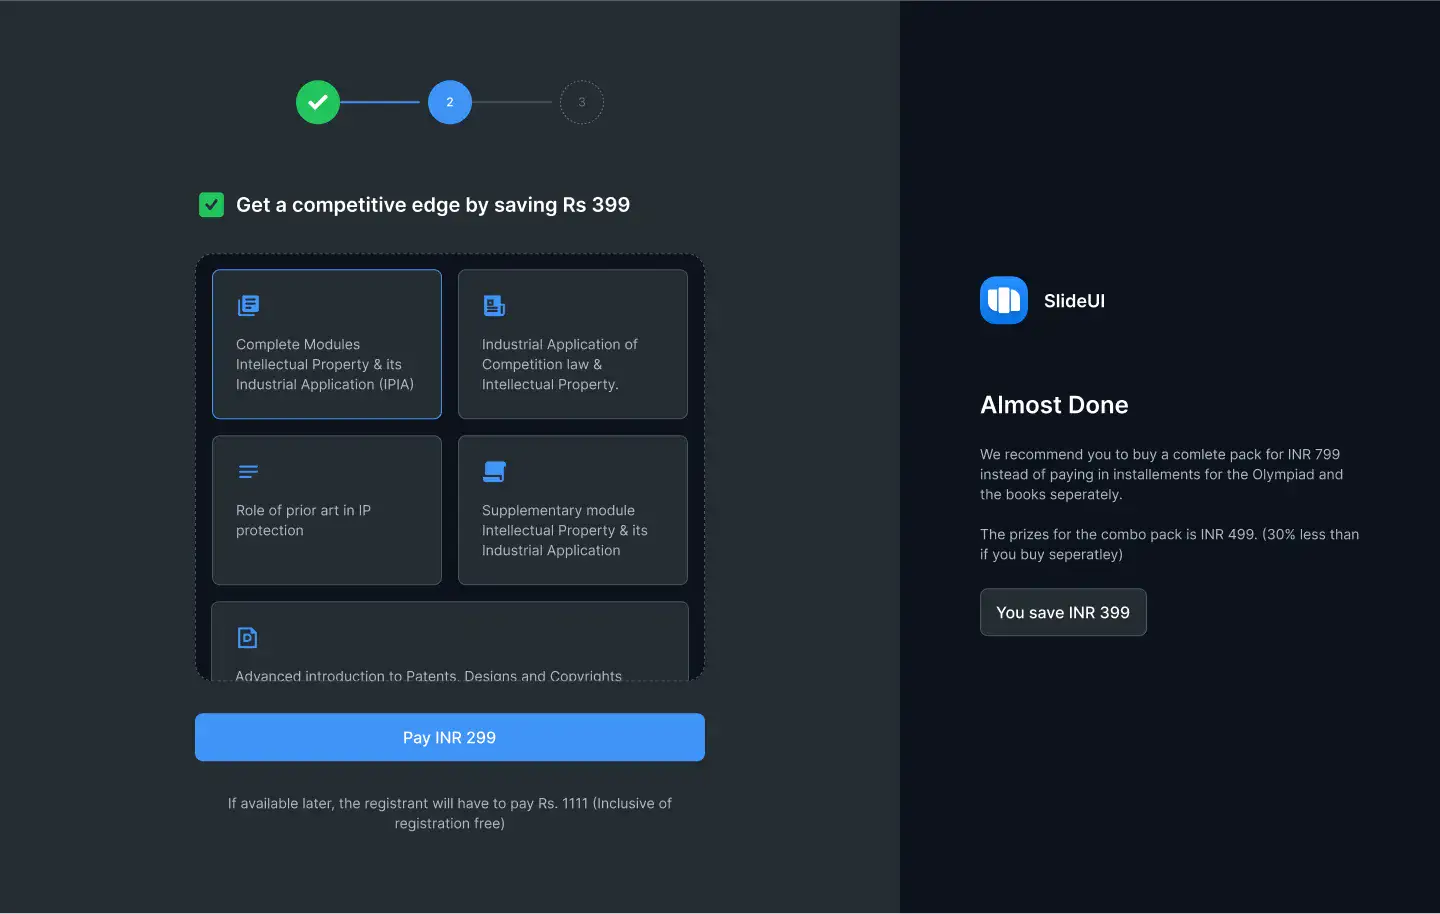 2
3
Get a competitive edge by saving Rs 399
Complete Modules
Intellectual Property & its
Industrial Application (IPIA)
Industrial Application of
Competition law &
Intellectual Property.
Role of prior art in IP
protection
Supplementary module
Intellectual Property & its
Industrial Application
Advanced introduction to Patents, Designs and Copyrights
Pay INR 299
If available later, the registrant will have to pay Rs. 1111 (Inclusive of
registration free)
SlideUI
Almost Done
We recommend you to buy a comlete pack for INR 799
instead of paying in installements for the Olympiad and
the books seperately.
The prizes for the combo pack is INR 499. (30% less than
if you buy seperatley)
You save INR 399